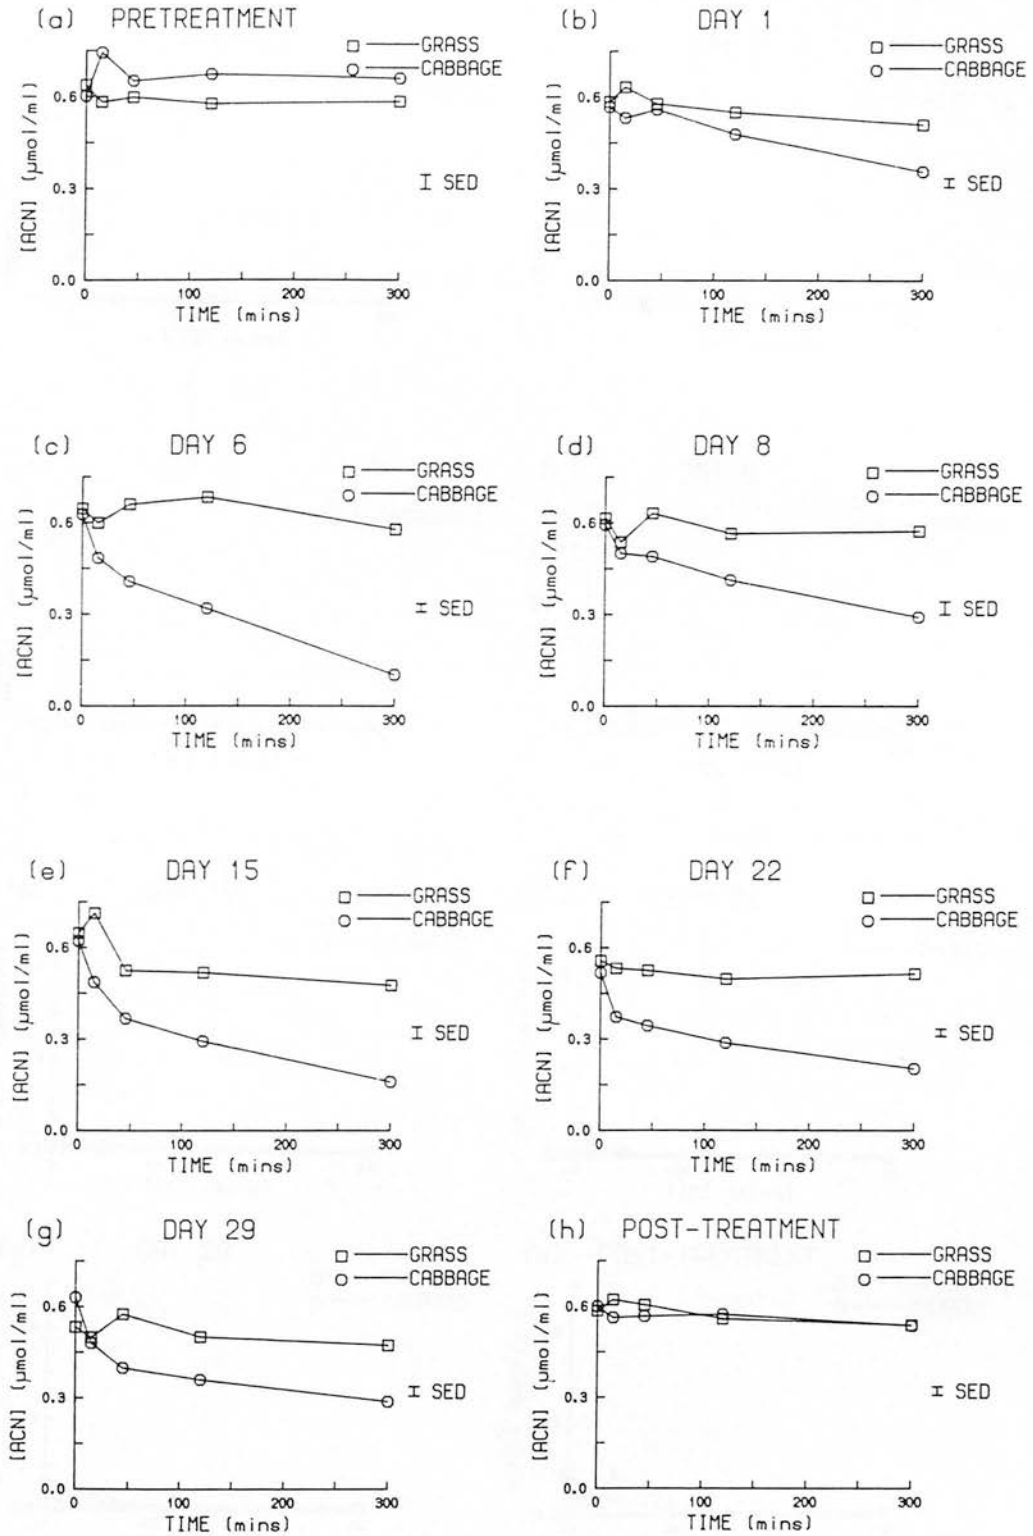 (a) PRETREATMENT
GRASS
CABBAGE
[ACN] (µmol/ml)
0.6
0.3
0.0
SED
0 100 200 300
TIME (mins)
(b) DAY 1
GRASS
CABBAGE
[ACN] (µmol/ml)
0.6
0.3
0.0
SED
0 100 200 300
TIME (mins)
(c) DAY 6
GRASS
CABBAGE
[ACN] (µmol/ml)
0.6
0.3
0.0
SED
0 100 200 300
TIME (mins)
(d) DAY 8
GRASS
CABBAGE
[ACN] (µmol/ml)
0.6
0.3
0.0
SED
0 100 200 300
TIME (mins)
(e) DAY 15
GRASS
CABBAGE
[ACN] (µmol/ml)
0.6
0.3
0.0
SED
0 100 200 300
TIME (mins)
(f) DAY 22
GRASS
CABBAGE
[ACN] (µmol/ml)
0.6
0.3
0.0
SED
0 100 200 300
TIME (mins)
(g) DAY 29
GRASS
CABBAGE
[ACN] (µmol/ml)
0.6
0.3
0.0
SED
0 100 200 300
TIME (mins)
(h) POST-TREATMENT
GRASS
CABBAGE
[ACN] (µmol/ml)
0.6
0.3
0.0
SED
0 100 200 300
TIME (mins)